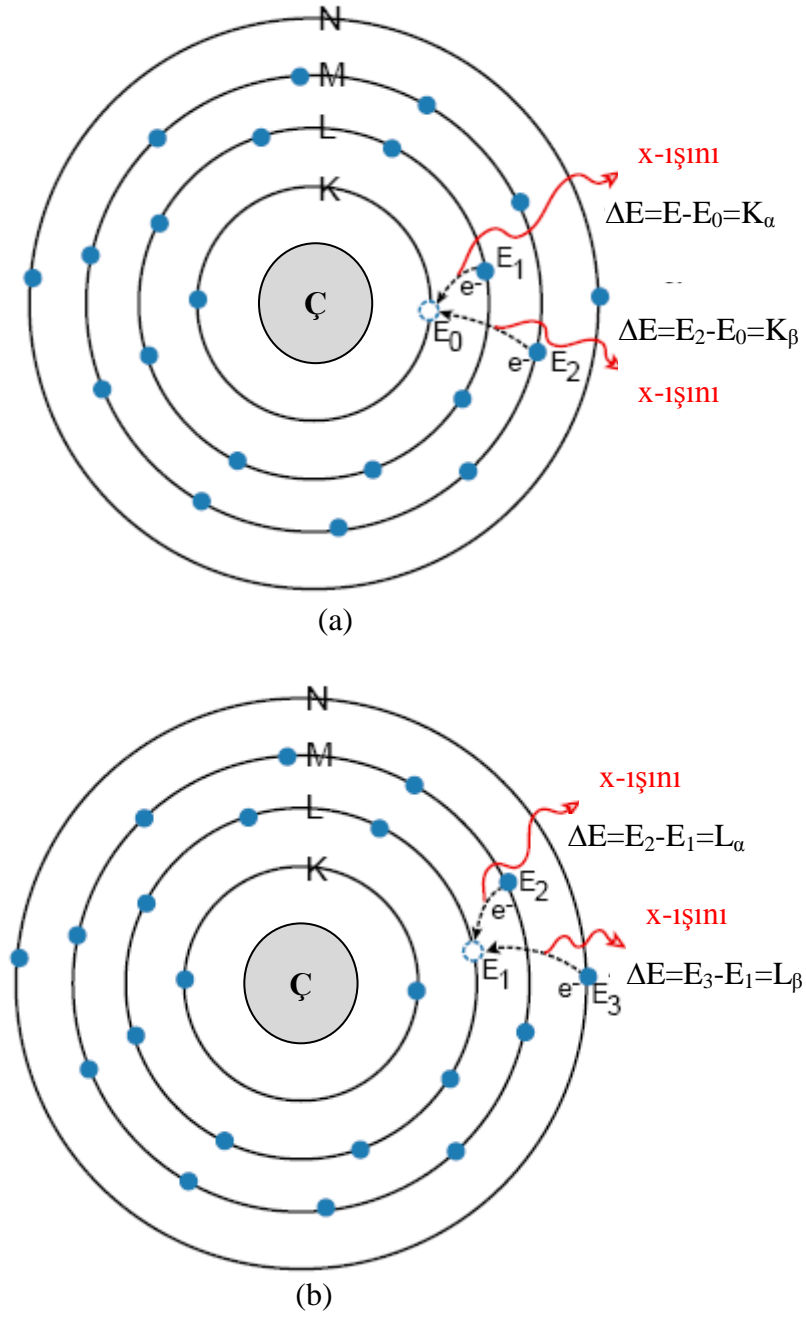 N
M
L
K
x-ışını
ΔE=E-E₀=Kα
E₁
e-
Ç
E₀
ΔE=E₂-E₀=Kβ
e- E₂
x-ışını
(a)
N
M
L
K
x-ışını
ΔE=E₂-E₁=Lα
E₂
e-
x-ışını
E₁
Ç
e- E₃
ΔE=E₃-E₁=Lβ
(b)